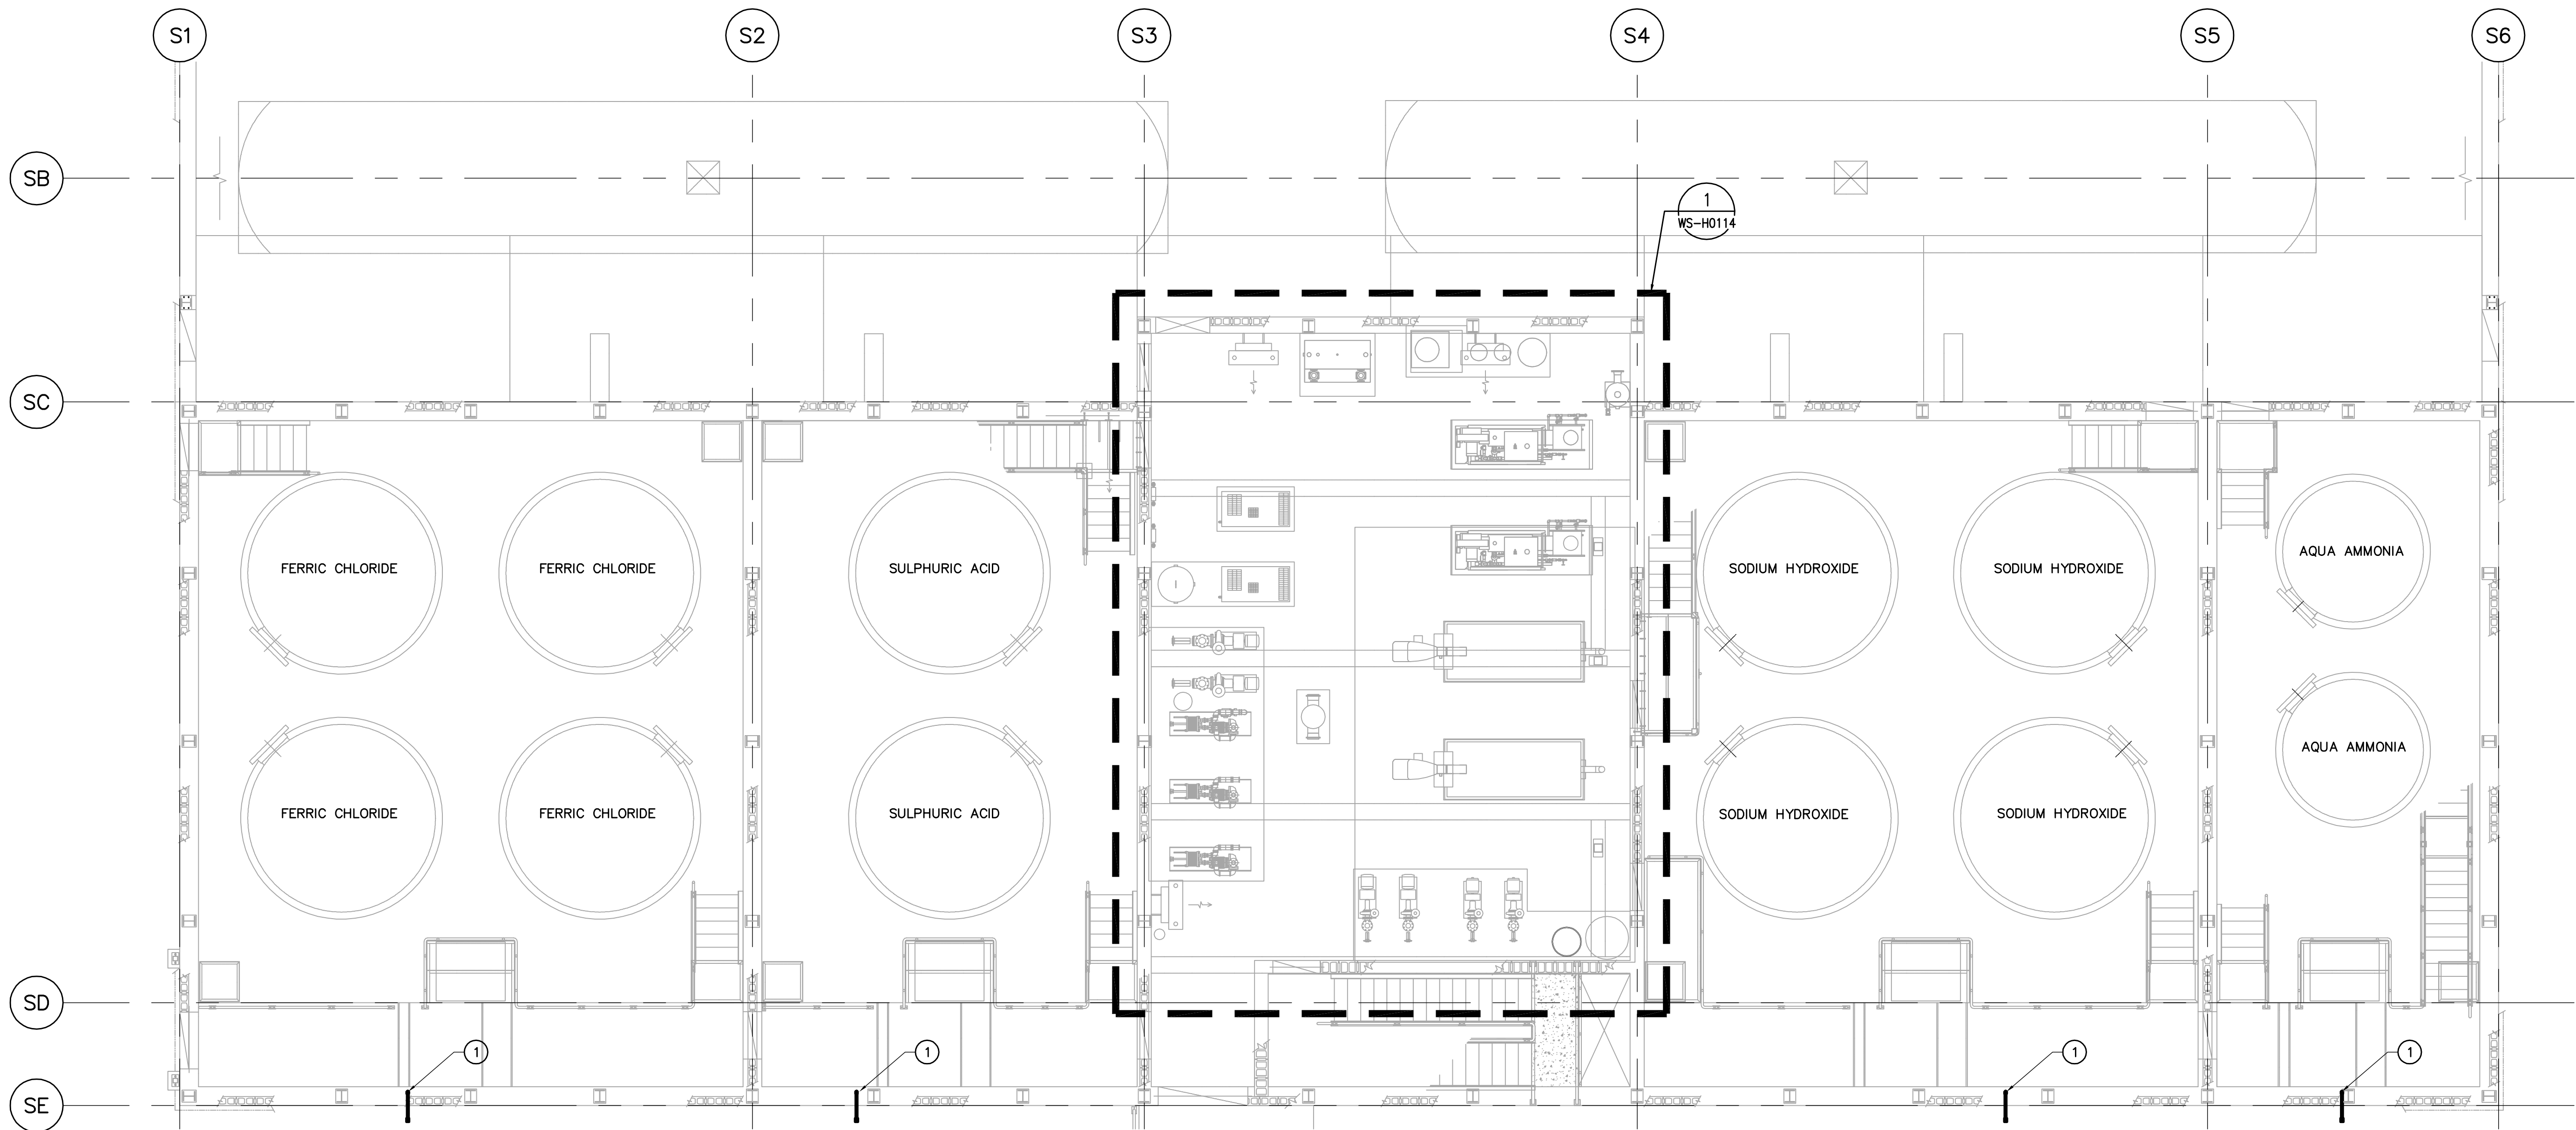 S1 S2 S3 S4 S5 S6
SB
1
WS-H0114
SC
AQUA AMMONIA
FERRIC CHLORIDE FERRIC CHLORIDE SULPHURIC ACID SODIUM HYDROXIDE SODIUM HYDROXIDE
AQUA AMMONIA
FERRIC CHLORIDE FERRIC CHLORIDE SULPHURIC ACID SODIUM HYDROXIDE SODIUM HYDROXIDE
SD
1 1 1 1
SE